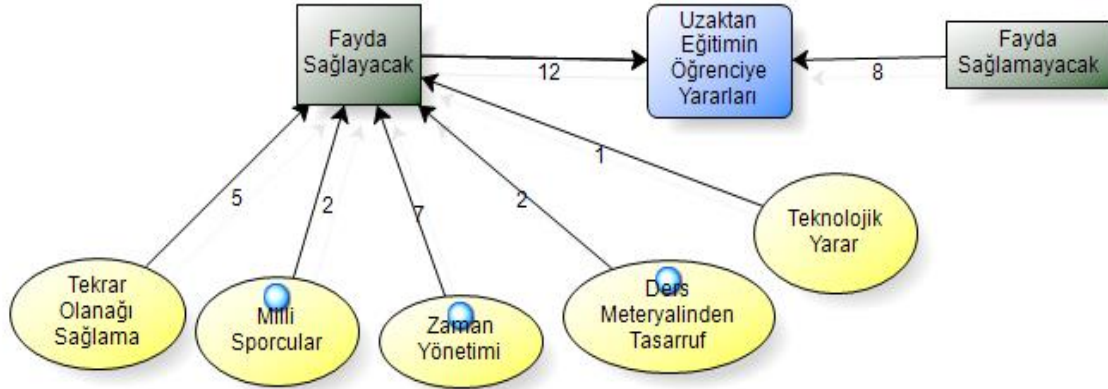 Fayda
Sağlayacak
12
Uzaktan
Eğitimin
Öğrenciye
Yararları
8
Fayda
Sağlamayacak
5
2
7
2
1
Tekrar
Olanağı
Sağlama
Milli
Sporcular
Zaman
Yönetimi
Ders
Meteryalinden
Tasarruf
Teknolojik
Yarar